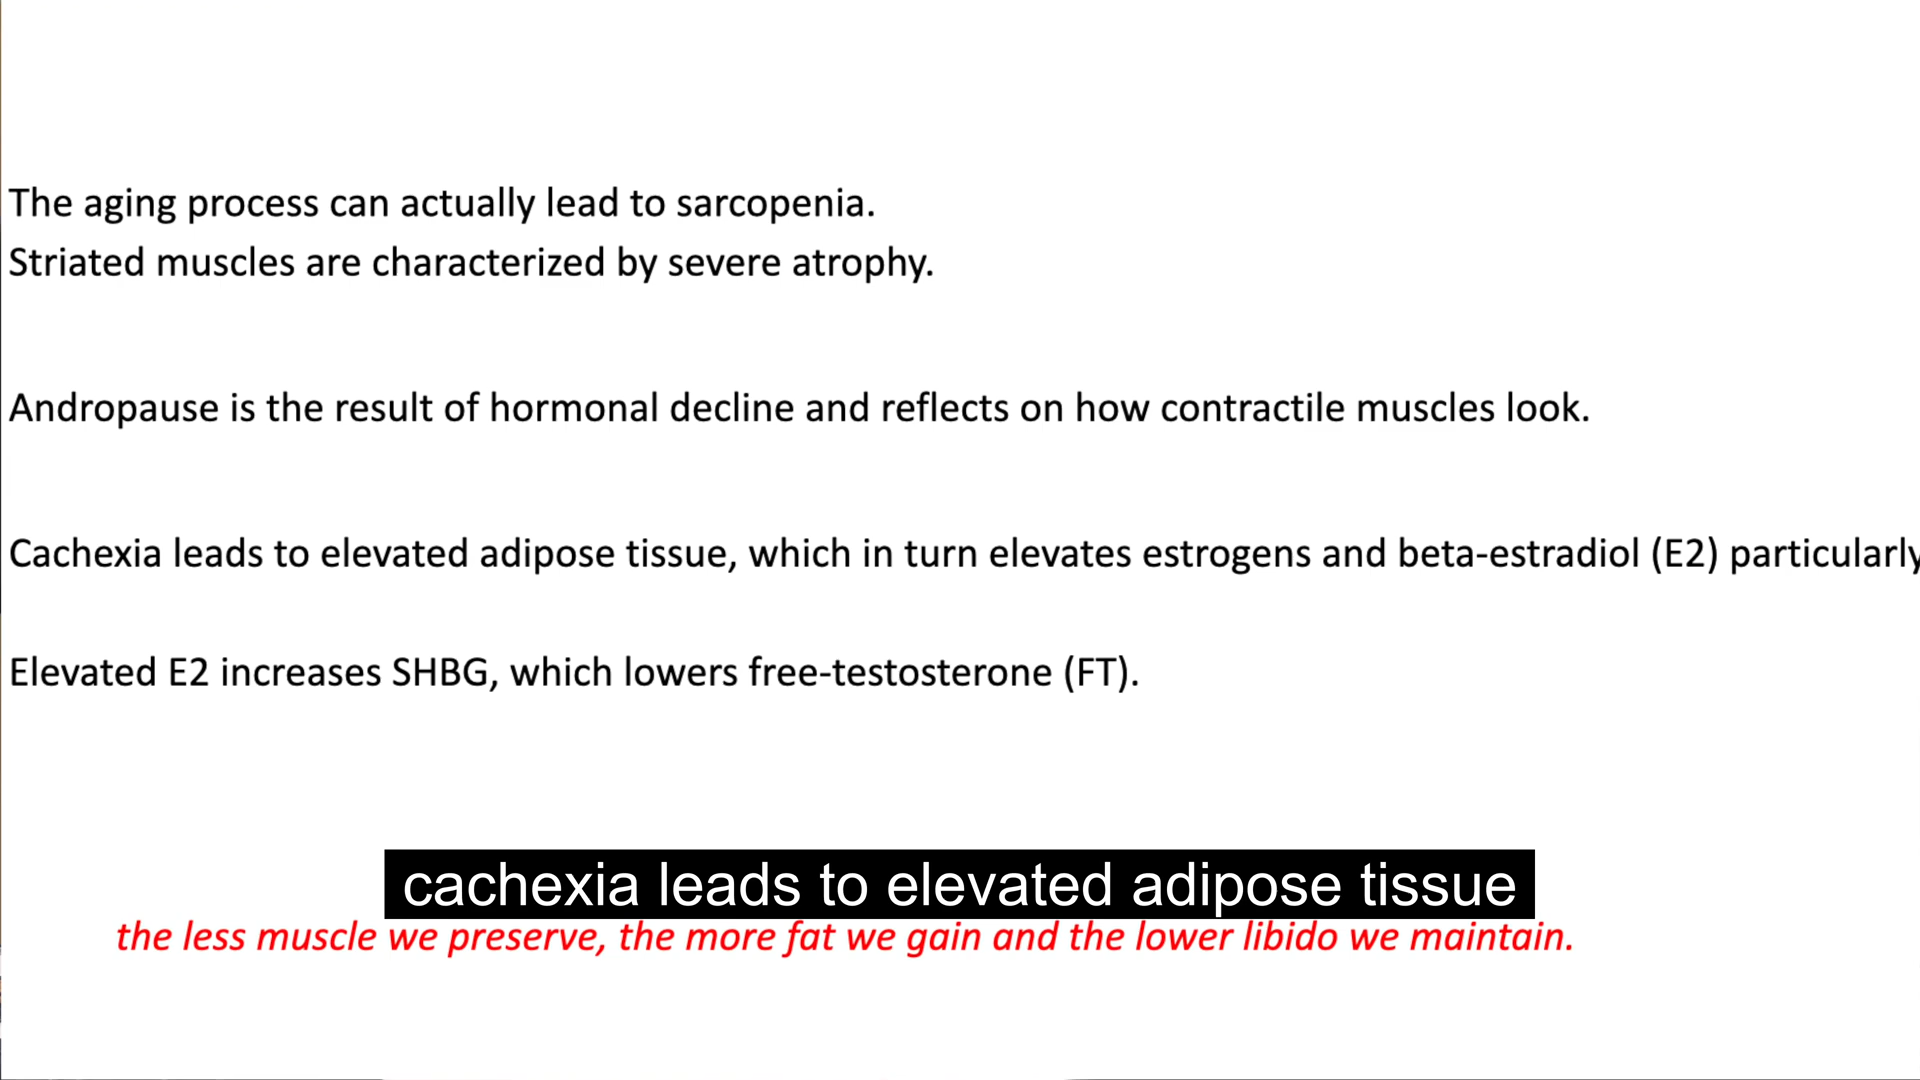 The aging process can actually lead to sarcopenia.
Striated muscles are characterized by severe atrophy.
Andropause is the result of hormonal decline and reflects on how contractile muscles look.
Cachexia leads to elevated adipose tissue, which in turn elevates estrogens and beta-estradiol (E2) particularly
Elevated E2 increases SHBG, which lowers free-testosterone (FT).
cachexia leads to elevated adipose tissue
the less muscle we preserve, the more fat we gain and the lower libido we maintain.